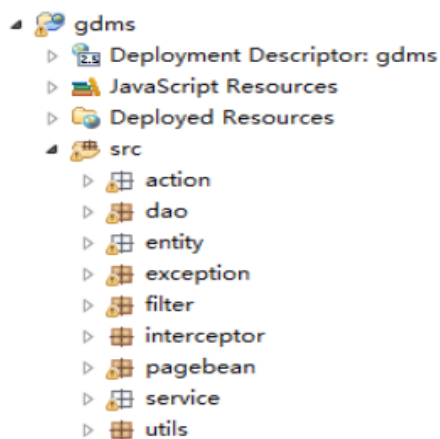 gdms
Deployment Descriptor: gdms
JavaScript Resources
Deployed Resources
src
action
dao
entity
exception
filter
interceptor
pagebean
service
utils